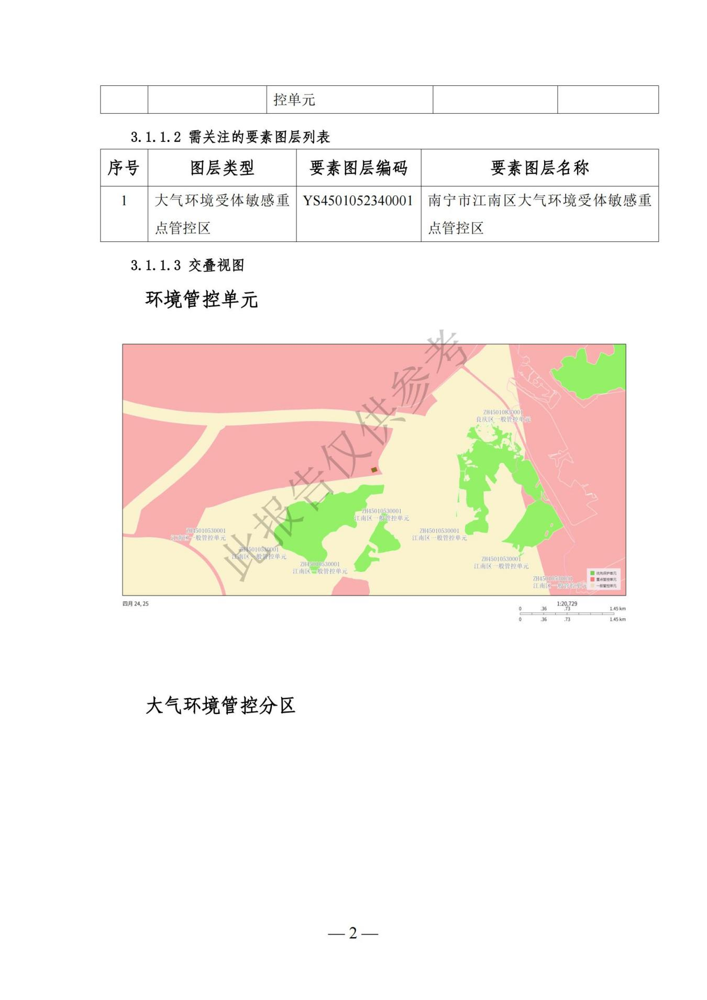 控单元
3.1.1.2 需关注的要素图层列表
序号 图层类型 要素图层编码 要素图层名称
1 大气环境受体敏感重 YS4501052340001 南宁市江南区大气环境受体敏感重
点管控区 点管控区
3.1.1.3 交叠视图
环境管控单元
此报告仅供参考
ZH45010830001
良庆区一般管控单元
ZH45010530001
江南区一般管控单元
ZH45010530001
江南区一般管控单元
ZH45010530001
江南区一般管控单元
ZH45010530001
江南区一般管控单元
ZH45010530001
江南区一般管控单元
ZH45010530001
江南区一般管控单元
ZH45010530001
江南区一般管控单元
优先保护单元
重点管控单元
一般管控单元
四月 24, 25
1:20,729
0 .36 .73 1.45 km
0 .36 .73 1.45 km
大气环境管控分区
— 2 —